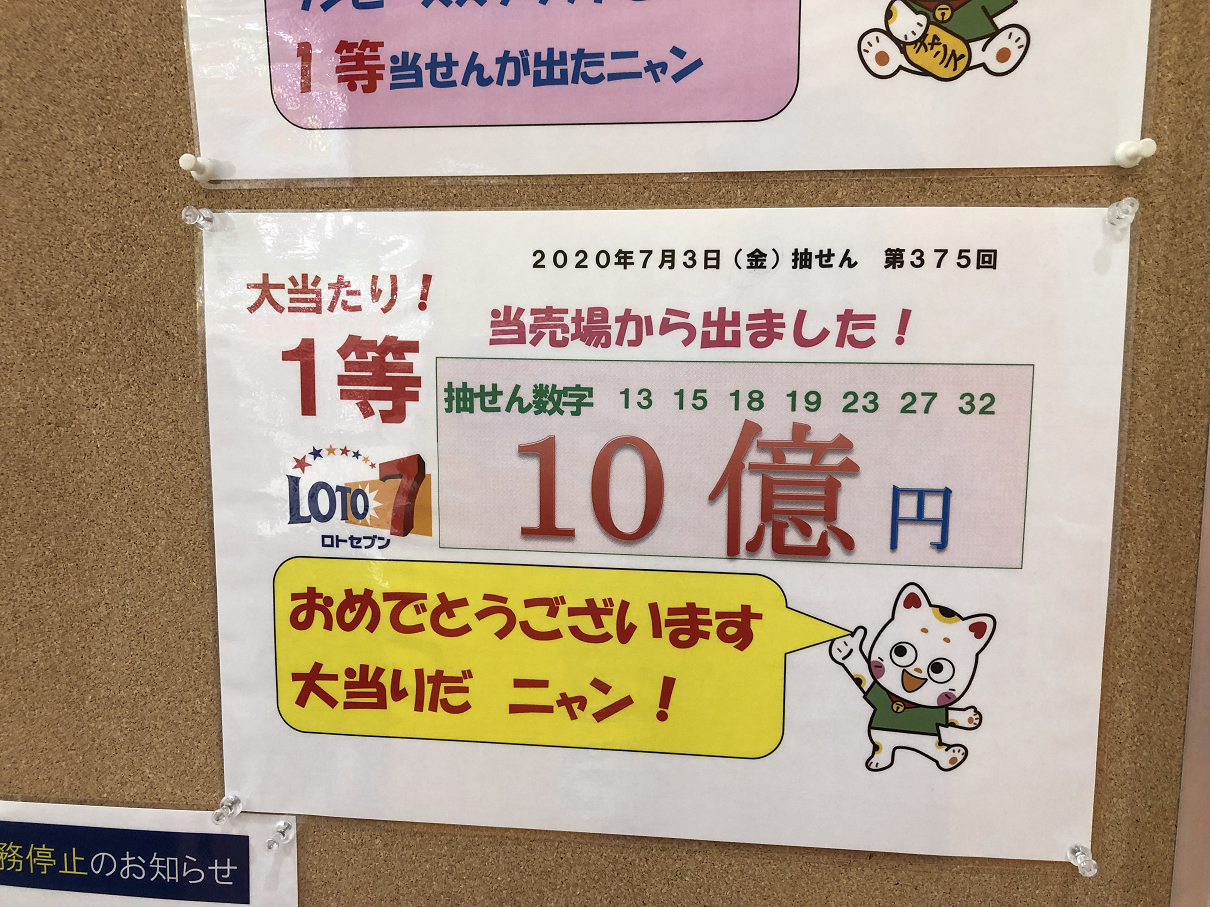 1等当せんが出たニャン
チャンス
2020年7月3日（金）抽せん　第375回
大当たり！
当売場から出ました！
1等
抽せん数字　13 15 18 19 23 27 32
10億円
LOTO 7
ロトセブン
おめでとうございます
大当りだ ニャン！
務停止のお知らせ